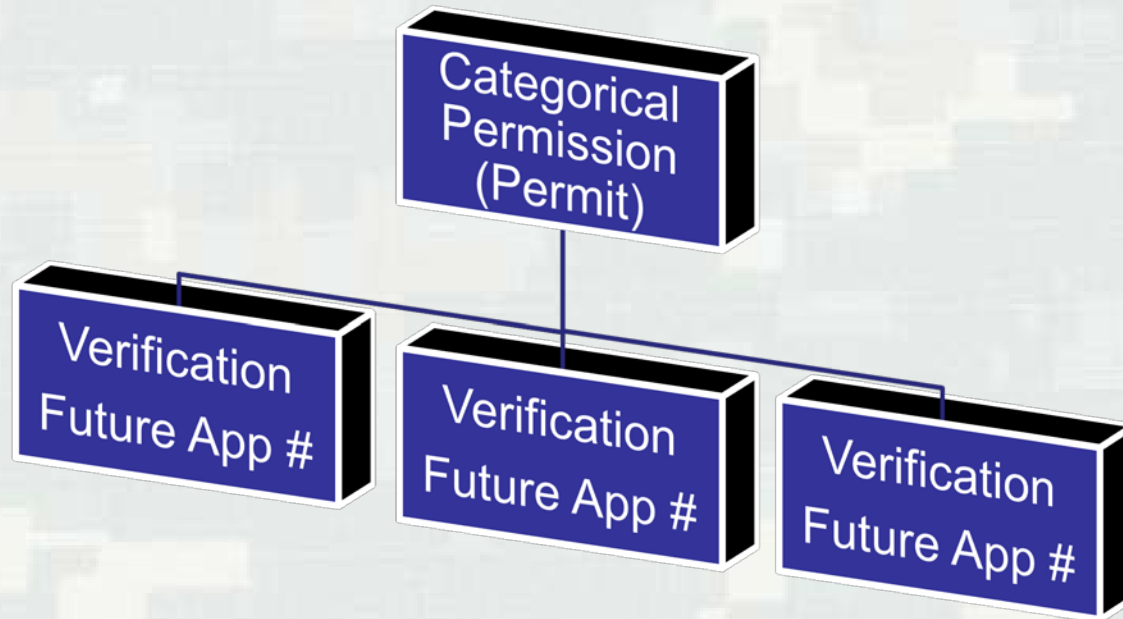 Categorical
Permission
(Permit)
Verification
Future App #
Verification
Future App #
Verification
Future App #